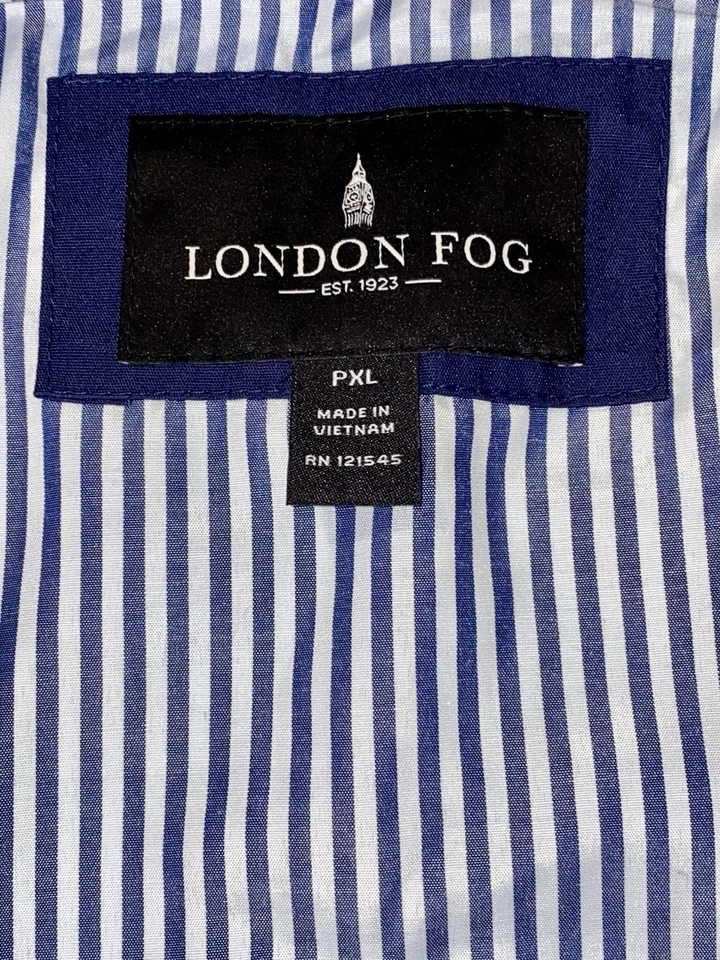 LONDON FOG
EST. 1923
PXL
MADE IN
VIETNAM
RN 121545